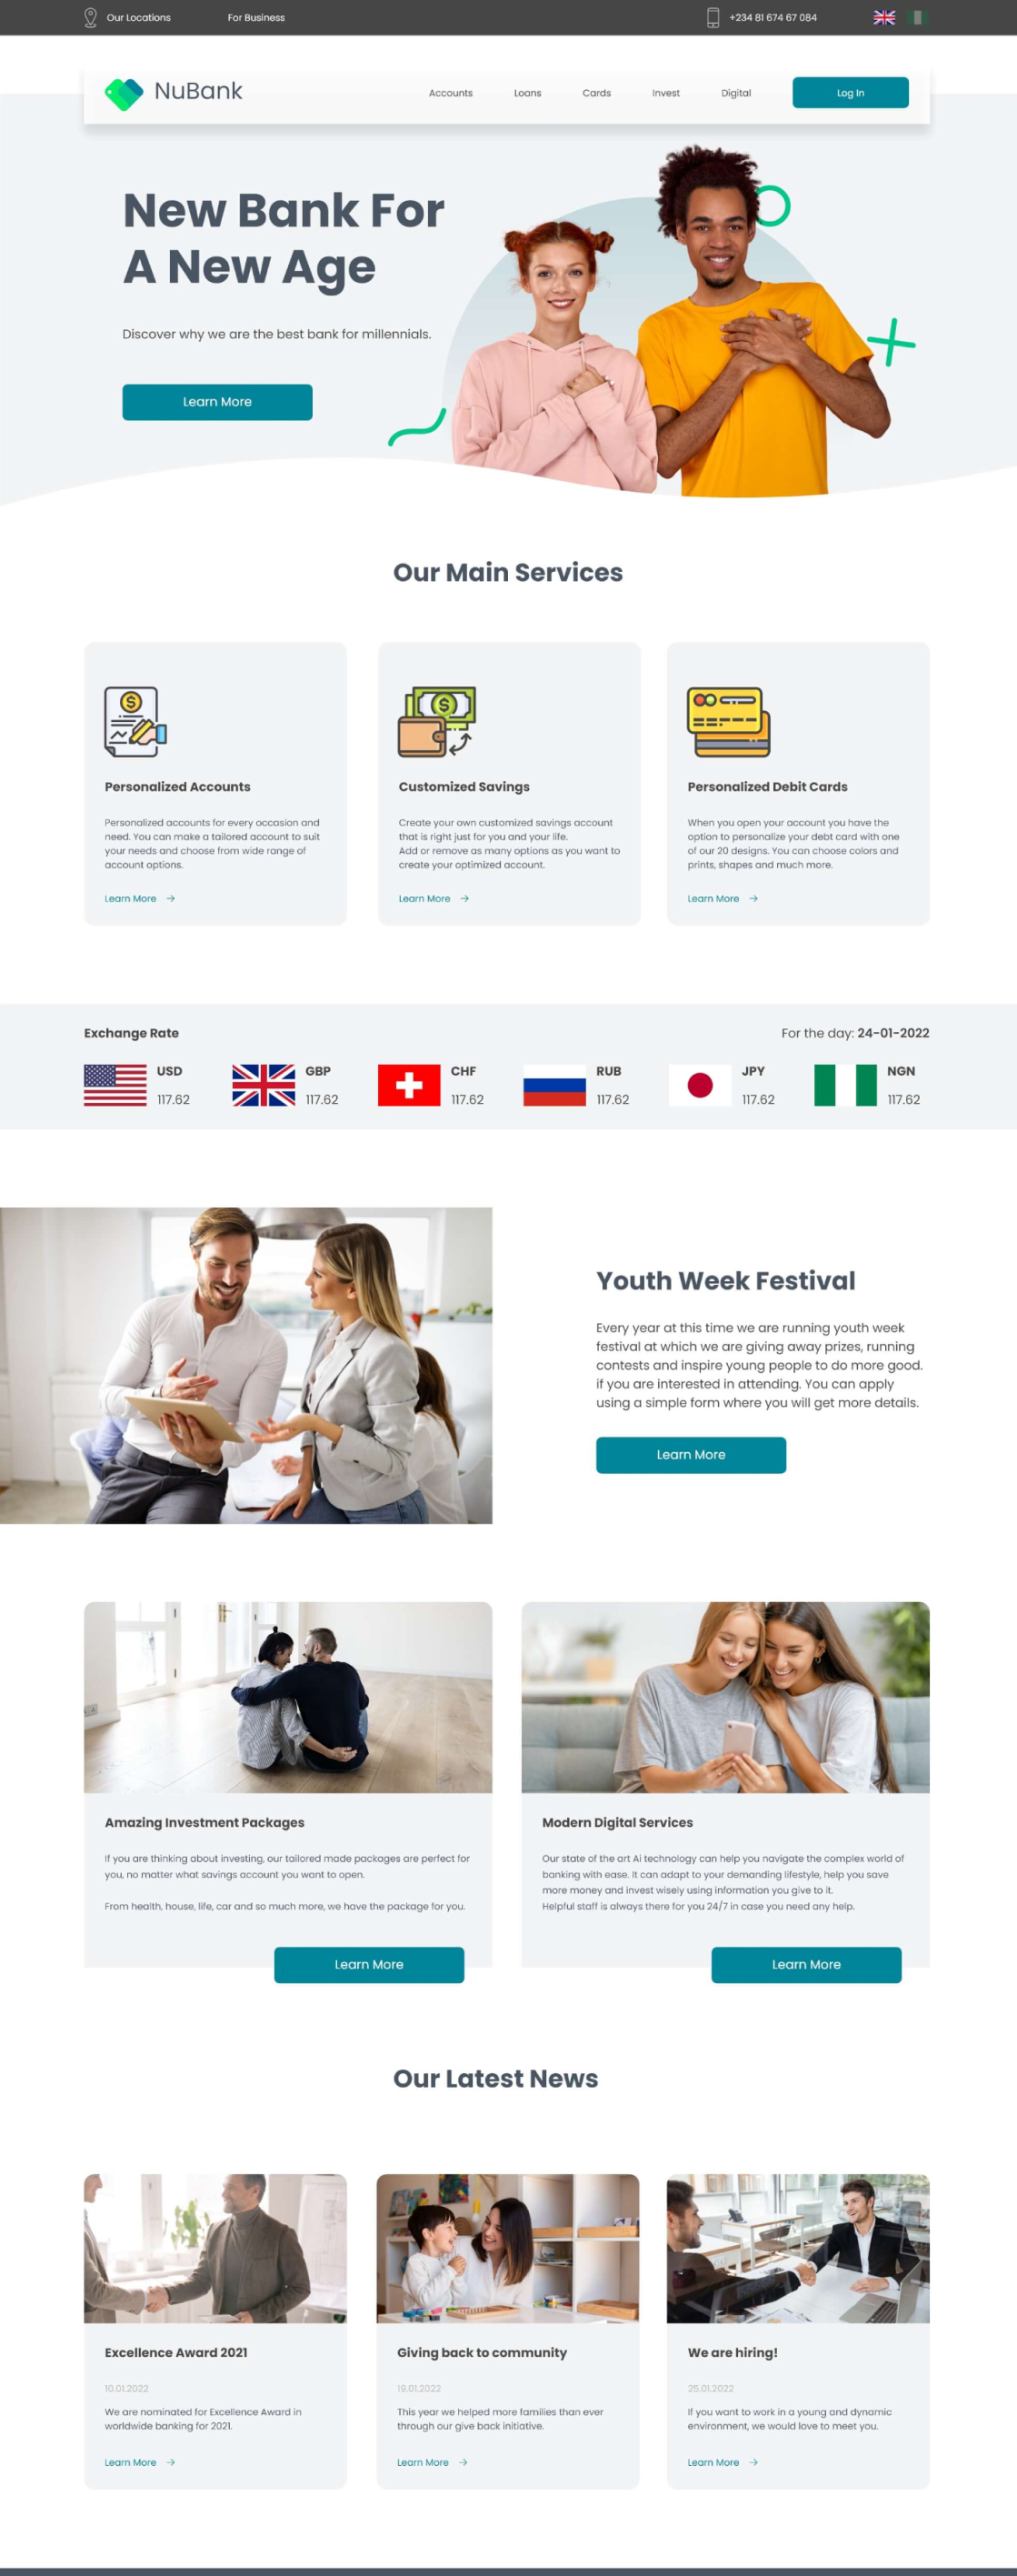 Our Locations
For Business
+234 81 674 67 084
NuBank
Accounts
Loans
Cards
Invest
Digital
Log In
New Bank For
A New Age
Discover why we are the best bank for millennials.
Learn More
Our Main Services
Personalized Accounts
Personalized accounts for every occasion and
need. You can make a tailored account to suit
your needs and choose from wide range of
account options.
Learn More →
Customized Savings
Create your own customized savings account
that is right just for you and your life.
Add or remove as many options as you want to
create your optimized account.
Learn More →
Personalized Debit Cards
When you open your account you have the
option to personalize your debt card with one
of our 20 designs. You can choose colors and
prints, shapes and much more.
Learn More →
Exchange Rate
For the day: 24-01-2022
USD
117.62
GBP
117.62
CHF
117.62
RUB
117.62
JPY
117.62
NGN
117.62
Youth Week Festival
Every year at this time we are running youth week
festival at which we are giving away prizes, running
contests and inspire young people to do more good.
if you are interested in attending. You can apply
using a simple form where you will get more details.
Learn More
Amazing Investment Packages
If you are thinking about investing, our tailored made packages are perfect for
you, no matter what savings account you want to open.
From health, house, life, car and so much more, we have the package for you.
Learn More
Modern Digital Services
Our state of the art Ai technology can help you navigate the complex world of
banking with ease. It can adapt to your demanding lifestyle, help you save
more money and invest wisely using information you give to it.
Helpful staff is always there for you 24/7 in case you need any help.
Learn More
Our Latest News
Excellence Award 2021
10.01.2022
We are nominated for Excellence Award in
worldwide banking for 2021.
Learn More →
Giving back to community
19.01.2022
This year we helped more families than ever
through our give back initiative.
Learn More →
We are hiring!
25.01.2022
If you want to work in a young and dynamic
environment, we would love to meet you.
Learn More →